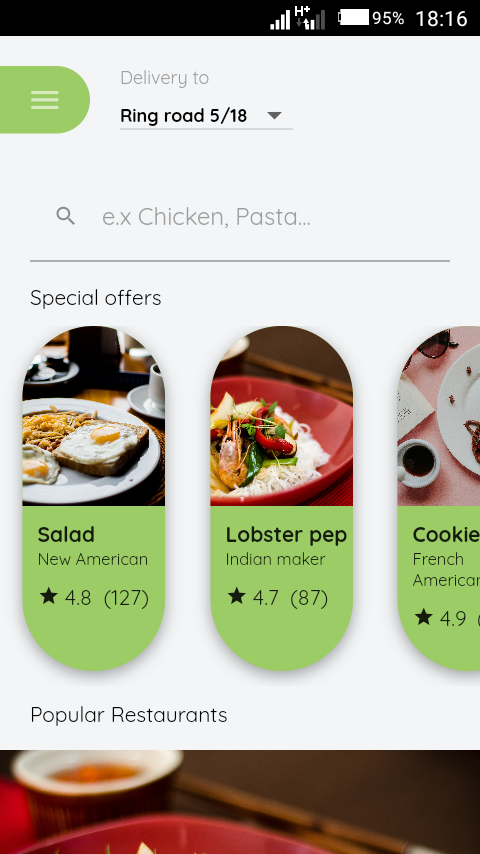 H+ 95% 18:16
Delivery to
Ring road 5/18
e.x Chicken, Pasta...
Special offers
Salad
New American
4.8 (127)
Lobster pep
Indian maker
4.7 (87)
Cookie
French
American
4.9 (
Popular Restaurants